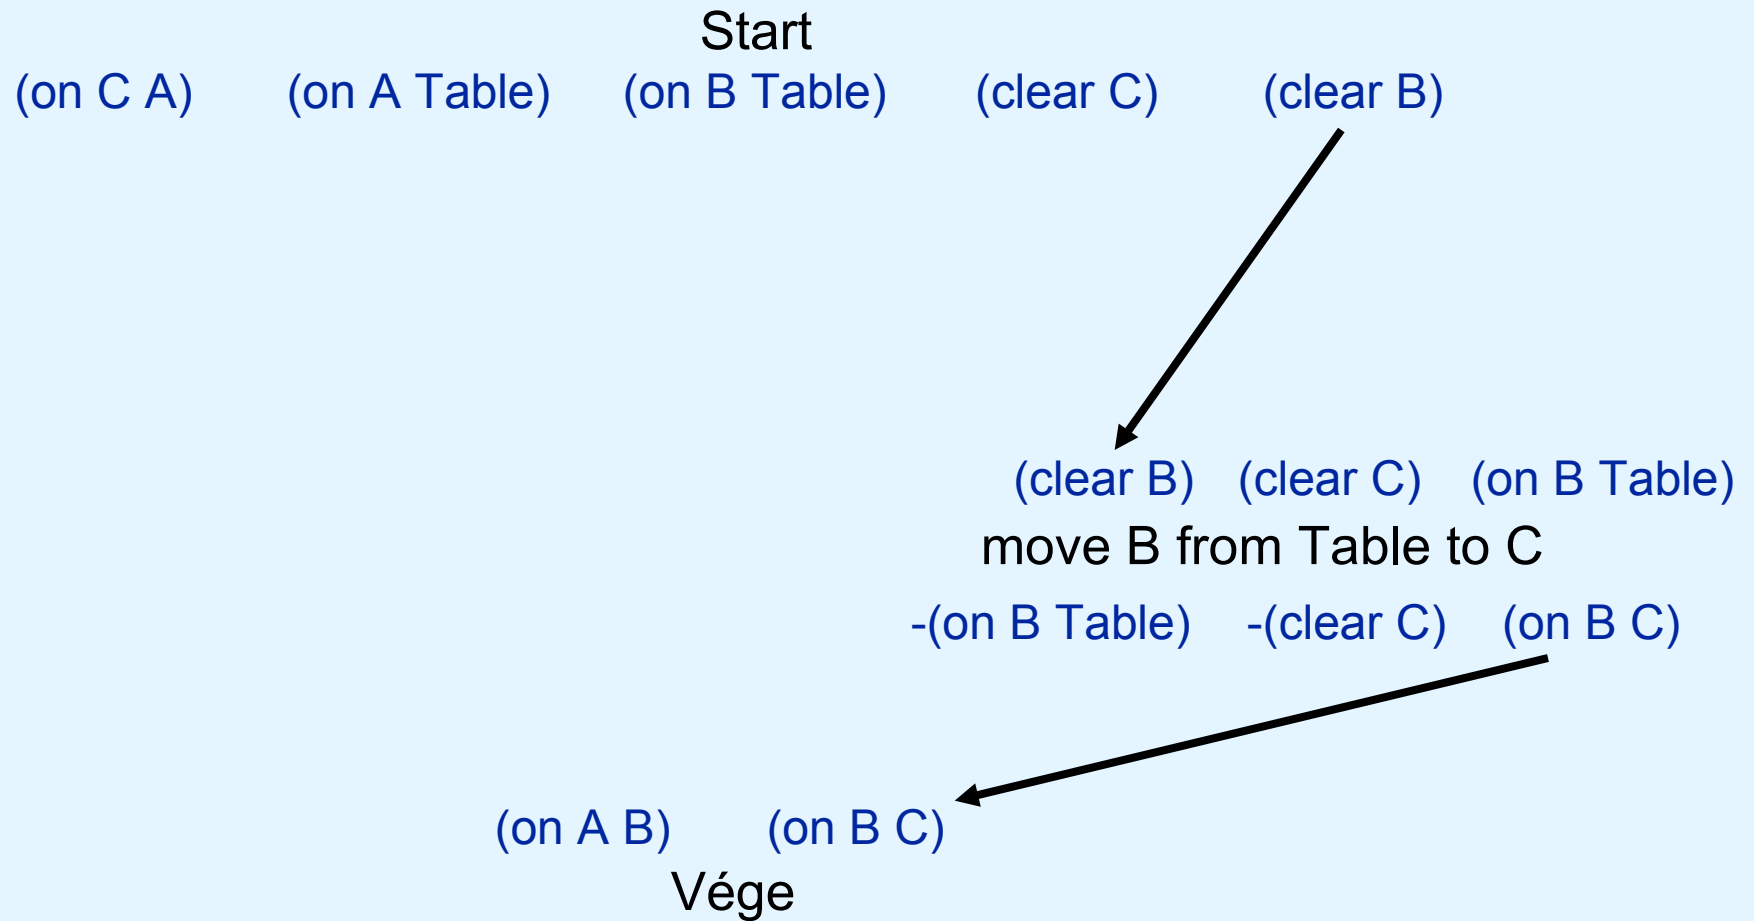 Start
(on C A) (on A Table) (on B Table) (clear C) (clear B)
(clear B) (clear C) (on B Table)
move B from Table to C
-(on B Table) -(clear C) (on B C)
(on A B) (on B C)
Vége